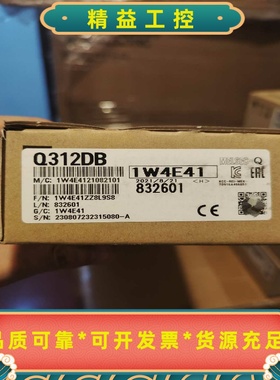 精益工控
Q312DB
MELSEC-Q
1W4E41
M/C: 1W4E4121082101
2021/8/21 <H>
832601
F/N: 1W4E41ZZ8L9S8
L/N: 832601
G/C: 1W4E41
S/N: 230807232315080-A
CE
品质可靠*可开发票*货源充足